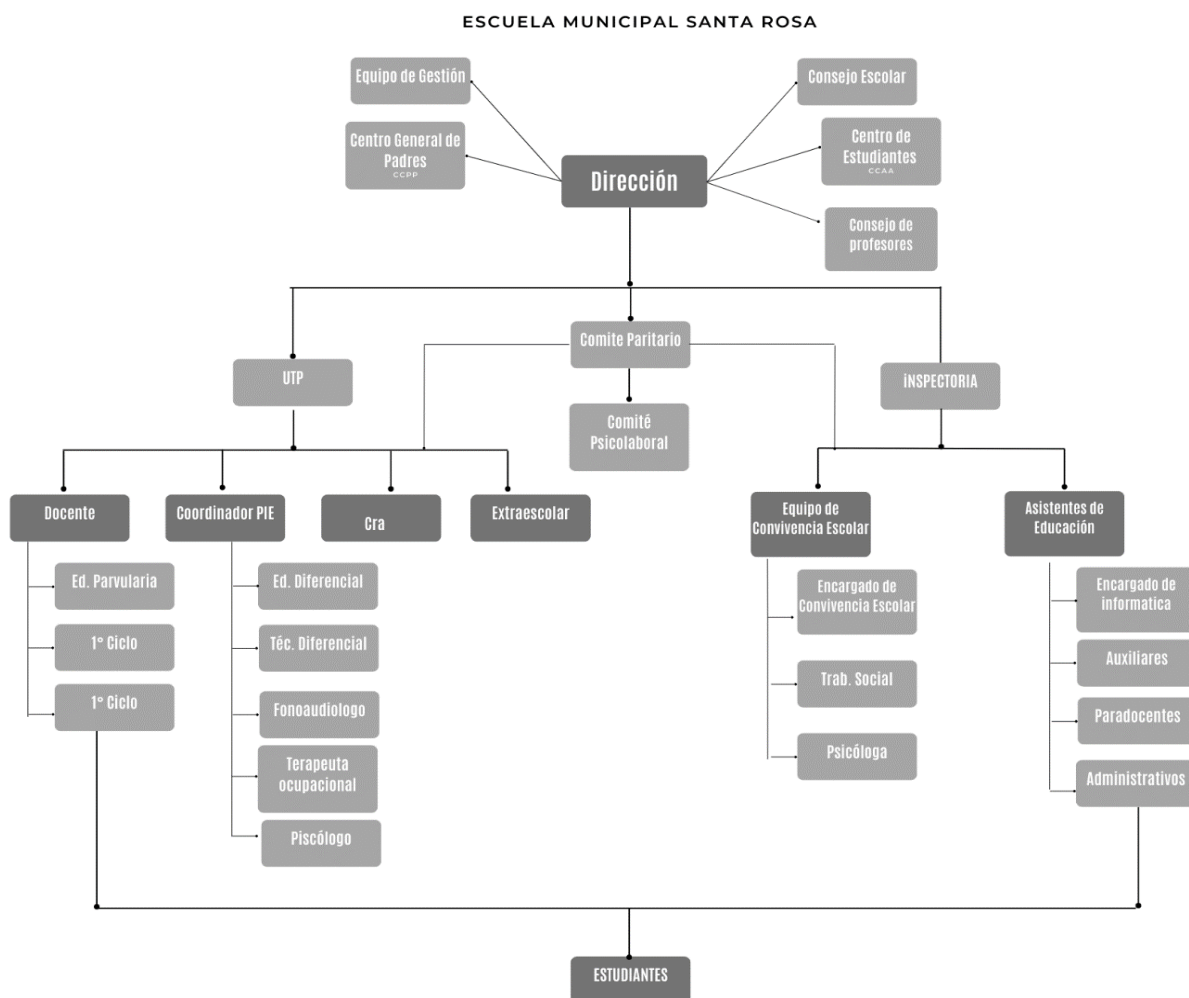 ESCUELA MUNICIPAL SANTA ROSA
Equipo de Gestión
Consejo Escolar
Centro General de
Padres
CCPP
Centro de
Estudiantes
CCAA
Dirección
Consejo de
profesores
Comite Paritario
UTP
iNSPECTORIA
Comité
Psicolaboral
Docente
Coordinador PIE
Cra
Extraescolar
Equipo de
Convivencia Escolar
Asistentes de
Educación
Ed. Parvularia
1° Ciclo
1° Ciclo
Ed. Diferencial
Téc. Diferencial
Fonoaudiologo
Terapeuta
ocupacional
Piscólogo
Encargado de
Convivencia Escolar
Trab. Social
Psicóloga
Encargado de
informatica
Auxiliares
Paradocentes
Administrativos
ESTUDIANTES